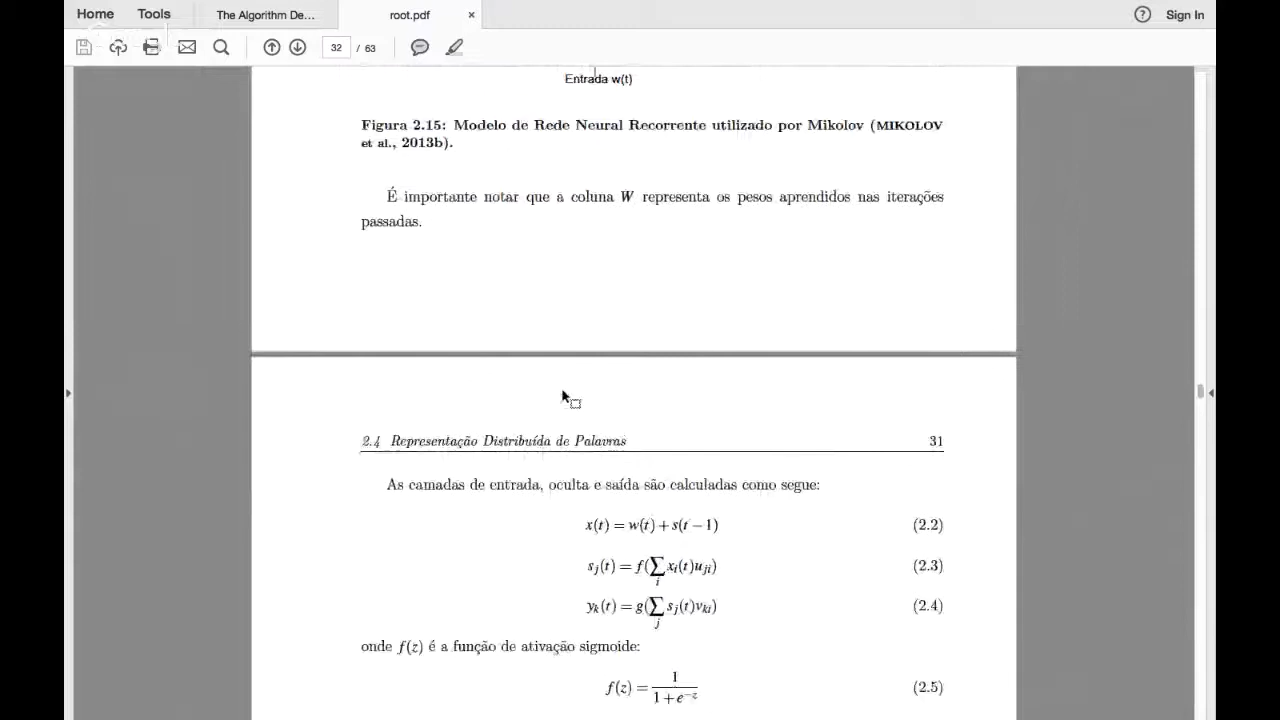 Home Tools The Algorithm De... root.pdf × ? Sign In
32 / 63
Entrada w(t)
Figura 2.15: Modelo de Rede Neural Recorrente utilizado por Mikolov (MIKOLOV
et al., 2013b).
É importante notar que a coluna W representa os pesos aprendidos nas iterações
passadas.
2.4 Representação Distribuída de Palavras 31
As camadas de entrada, oculta e saída são calculadas como segue:
x(t) = w(t) + s(t − 1) (2.2)
s_j(t) = f(∑_i x_i(t)u_ji) (2.3)
y_k(t) = g(∑_j s_j(t)v_ki) (2.4)
onde f(z) é a função de ativação sigmoide:
f(z) = 1 / (1 + e^−z) (2.5)